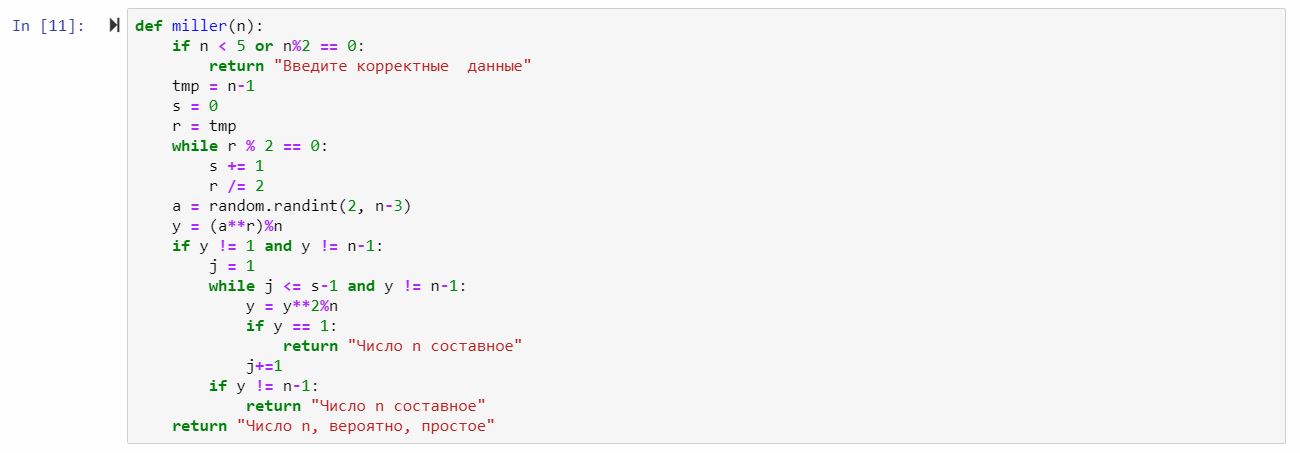 In [11]:
def miller(n):
    if n < 5 or n%2 == 0:
        return "Введите корректные  данные"
    tmp = n-1
    s = 0
    r = tmp
    while r % 2 == 0:
        s += 1
        r /= 2
    a = random.randint(2, n-3)
    y = (a**r)%n
    if y != 1 and y != n-1:
        j = 1
        while j <= s-1 and y != n-1:
            y = y**2%n
            if y == 1:
                return "Число n составное"
            j+=1
        if y != n-1:
            return "Число n составное"
    return "Число n, вероятно, простое"